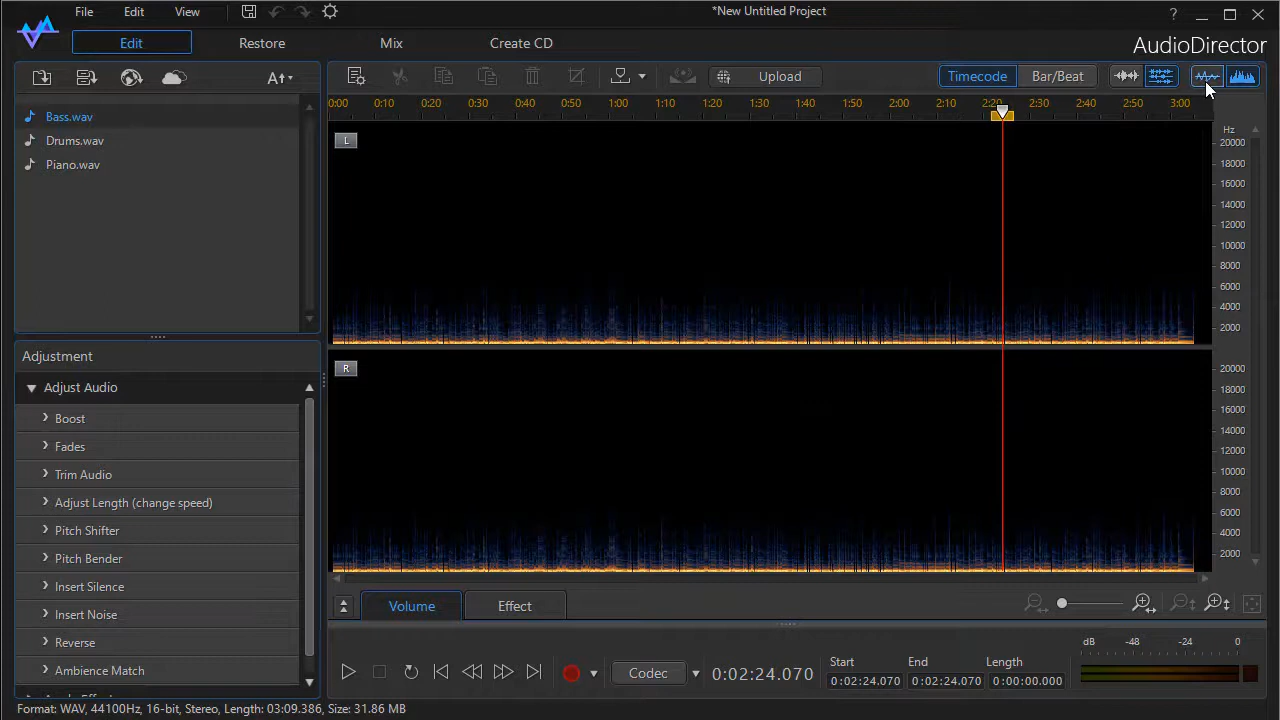 File Edit View
*New Untitled Project
?
Edit Restore Mix Create CD
AudioDirector
A
Upload
Timecode Bar/Beat
0:00 0:10 0:20 0:30 0:40 0:50 1:00 1:10 1:20 1:30 1:40 1:50 2:00 2:10 2:20 2:30 2:40 2:50 3:00
Bass.wav
Drums.wav
Piano.wav
L
Hz
20000
18000
16000
14000
12000
10000
8000
6000
4000
2000
R
20000
18000
16000
14000
12000
10000
8000
6000
4000
2000
Adjustment
Adjust Audio
Boost
Fades
Trim Audio
Adjust Length (change speed)
Pitch Shifter
Pitch Bender
Insert Silence
Insert Noise
Reverse
Ambience Match
Volume Effect
Codec
0:02:24.070
Start End Length
0:02:24.070 0:02:24.070 0:00:00.000
dB -48 -24 0
Format: WAV, 44100Hz, 16-bit, Stereo, Length: 03:09.386, Size: 31.86 MB